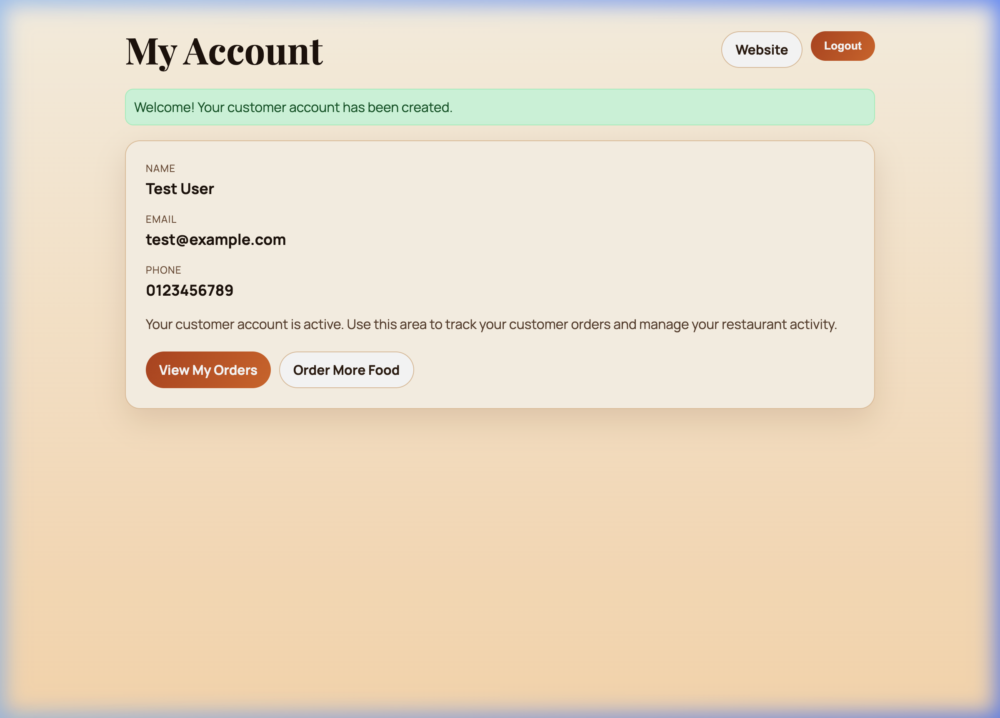 My Account
Website
Logout
Welcome! Your customer account has been created.
NAME
Test User
EMAIL
test@example.com
PHONE
0123456789
Your customer account is active. Use this area to track your customer orders and manage your restaurant activity.
View My Orders
Order More Food